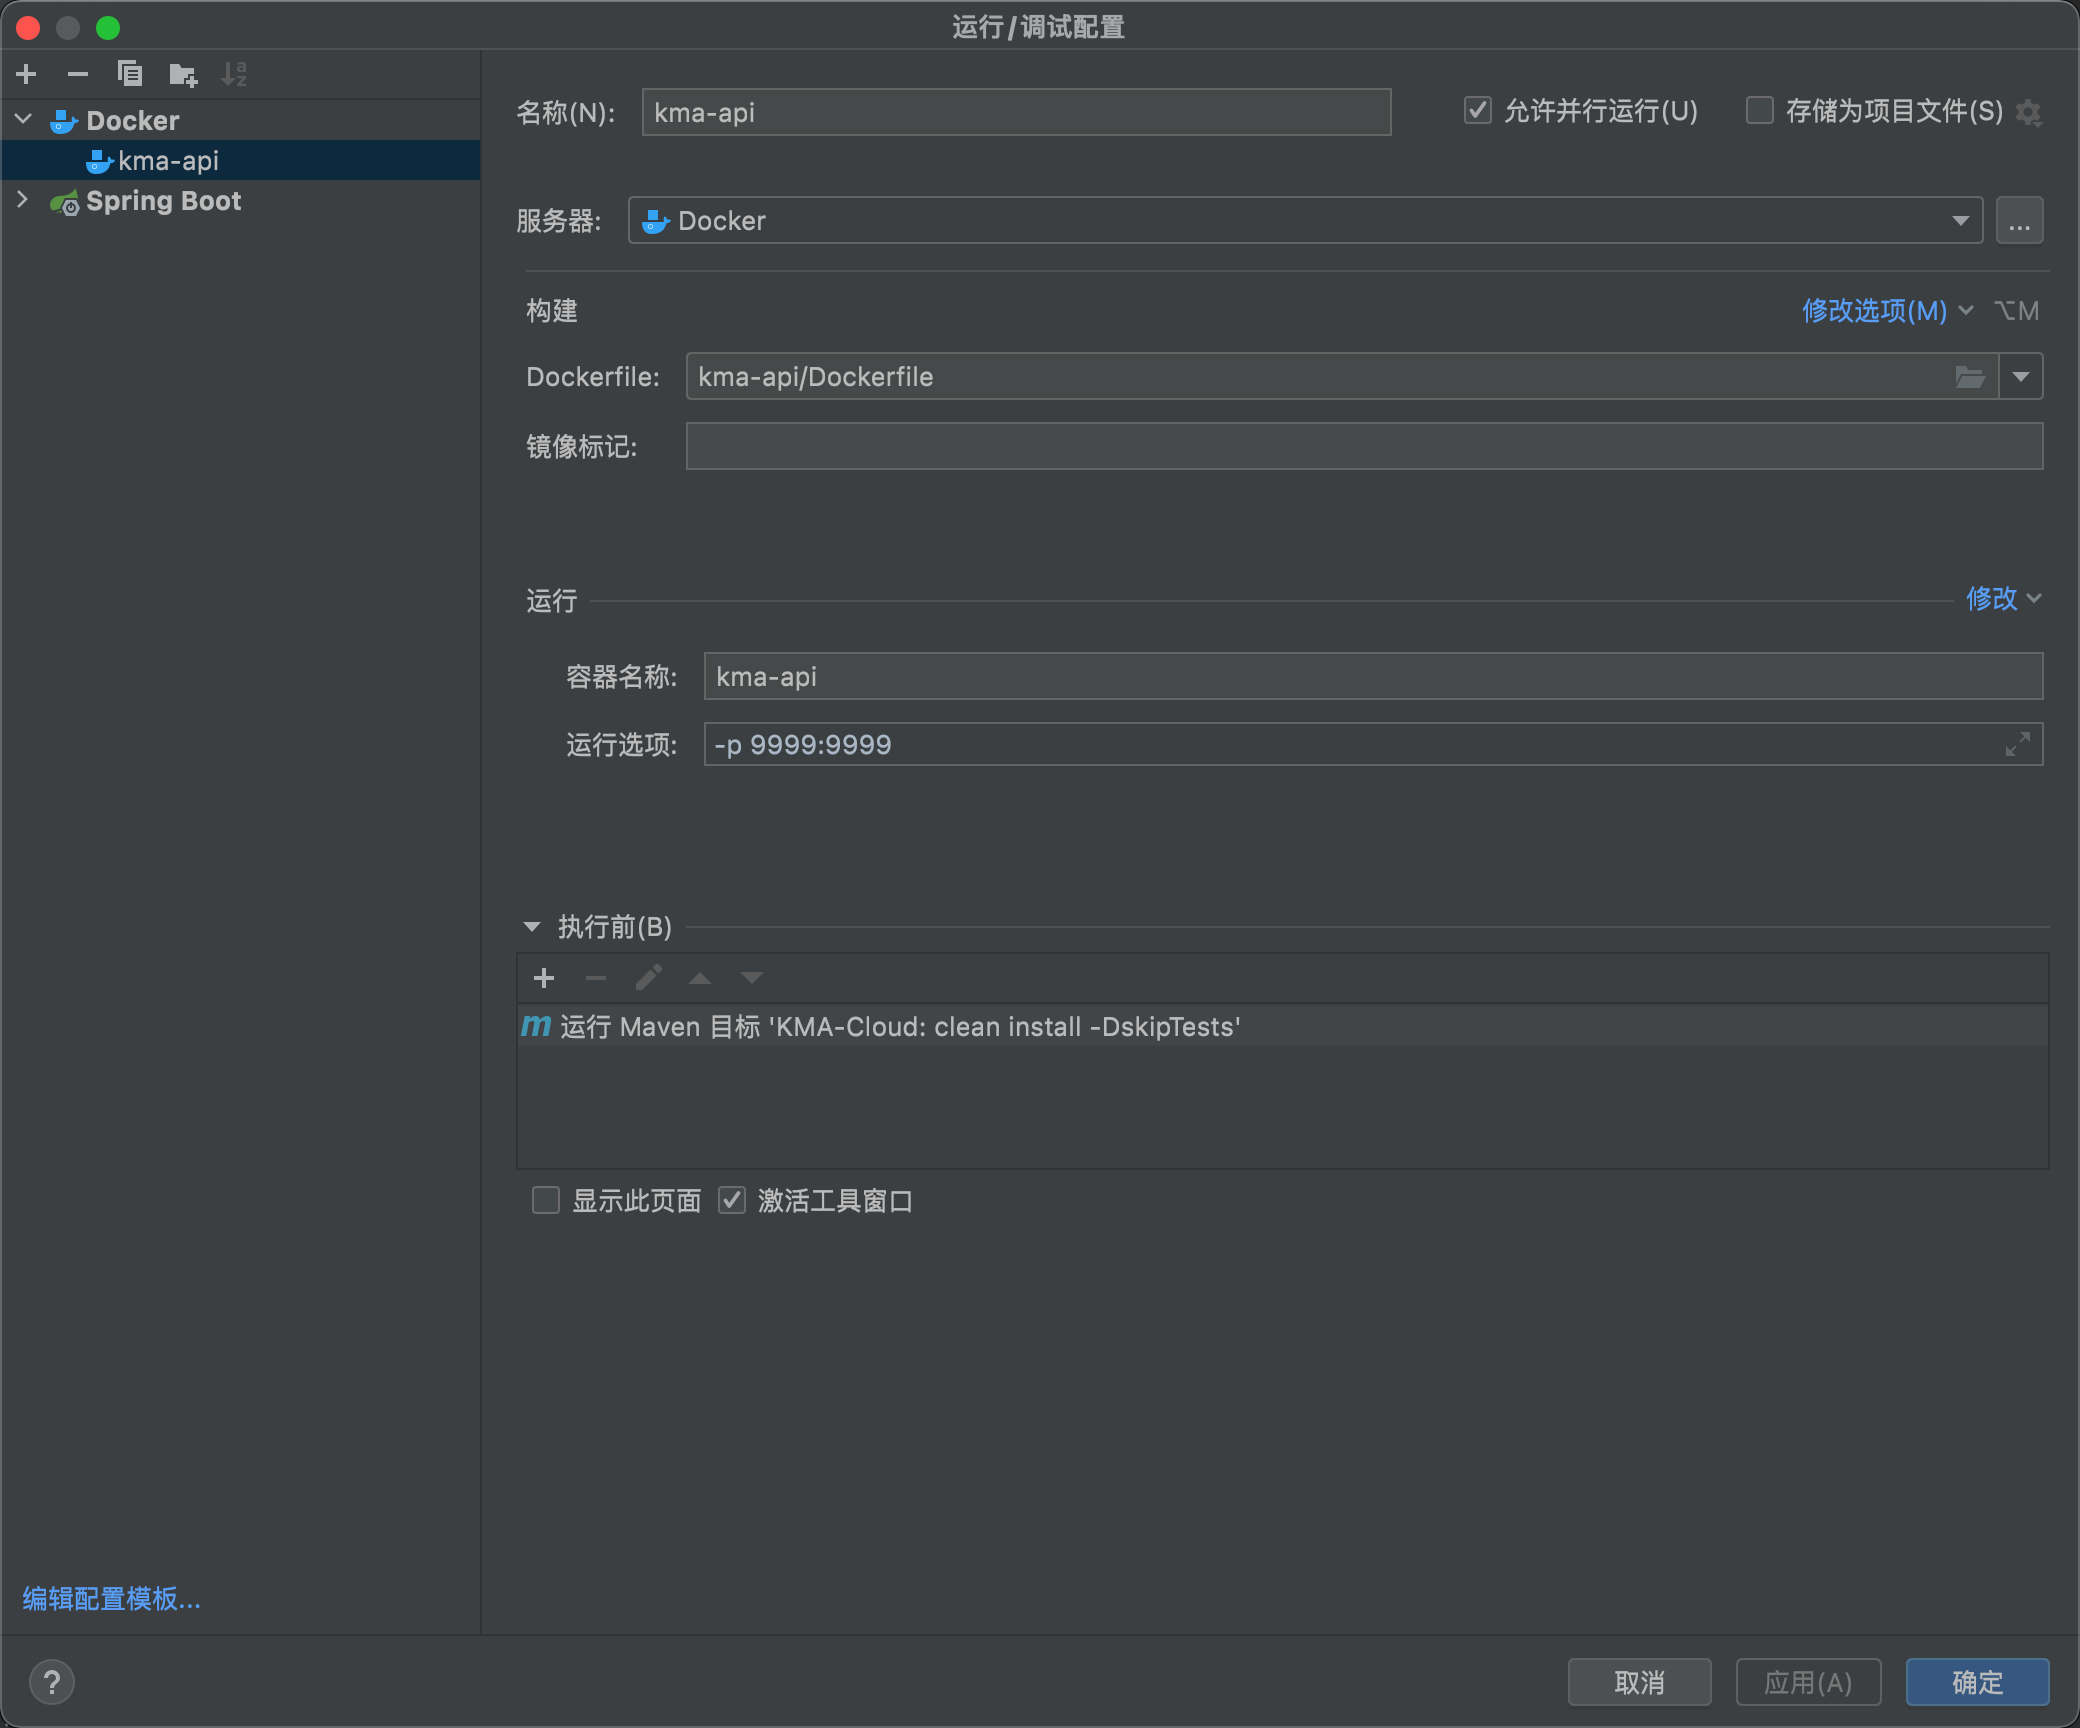 运行/调试配置
Docker
kma-api
Spring Boot
编辑配置模板...
名称(N): kma-api 允许并行运行(U) 存储为项目文件(S)
服务器: Docker ...
构建 修改选项(M) ⌥M
Dockerfile: kma-api/Dockerfile
镜像标记:
运行 修改
容器名称: kma-api
运行选项: -p 9999:9999
执行前(B)
运行 Maven 目标 'KMA-Cloud: clean install -DskipTests'
显示此页面 激活工具窗口
? 取消 应用(A) 确定